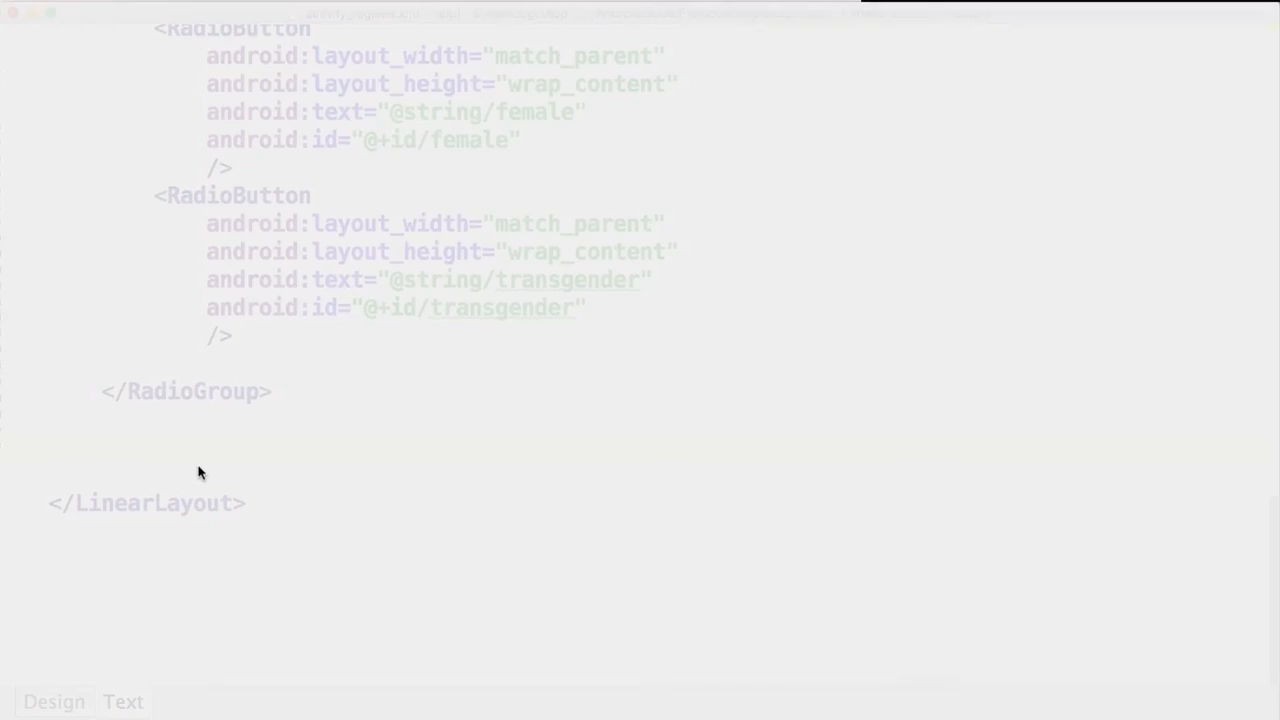 <RadioButton
android:layout_width="match_parent"
android:layout_height="wrap_content"
android:text="@string/female"
android:id="@+id/female"
/>
<RadioButton
android:layout_width="match_parent"
android:layout_height="wrap_content"
android:text="@string/transgender"
android:id="@+id/transgender"
/>
</RadioGroup>
</LinearLayout>
Design Text